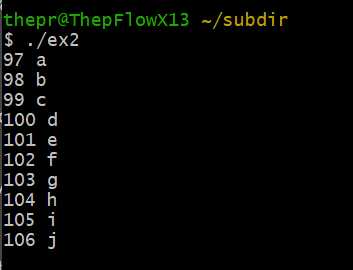 thepr@ThepFlowX13 ~/subdir
$ ./ex2
97 a
98 b
99 c
100 d
101 e
102 f
103 g
104 h
105 i
106 j